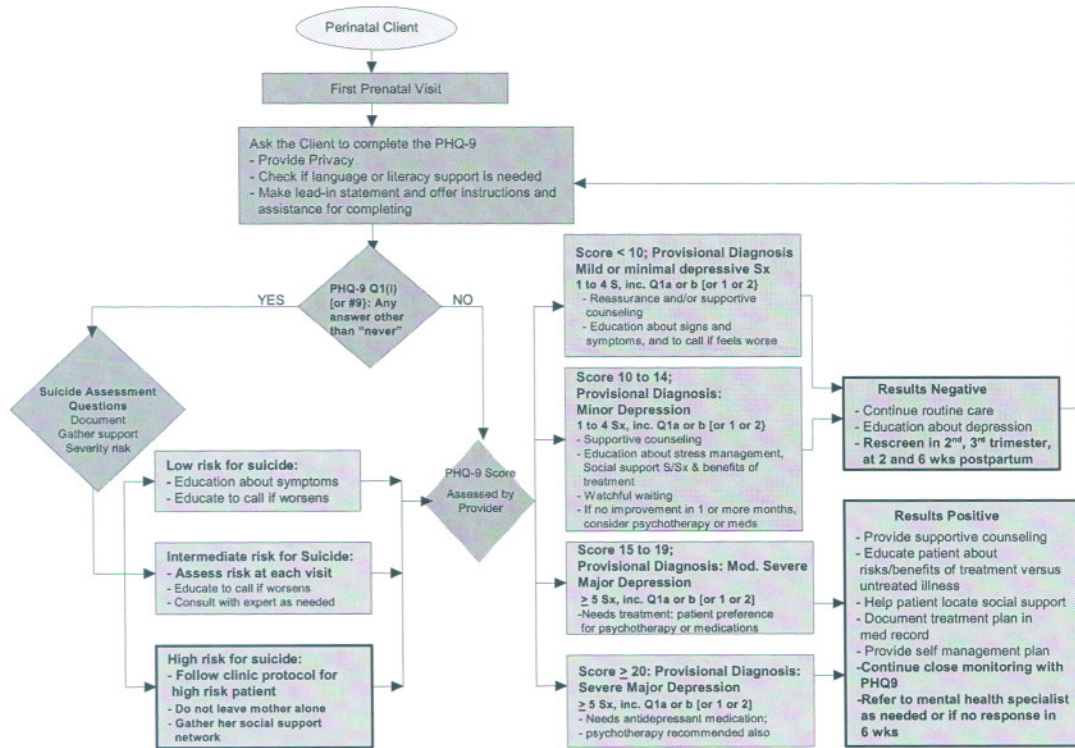 Perinatal Client
First Prenatal Visit
Ask the Client to complete the PHQ-9
- Provide Privacy
- Check if language or literacy support is needed
- Make lead-in statement and offer instructions and
assistance for completing
YES
PHQ-9 Q1(i)
[or #9}: Any
answer other
than "never"
NO
Suicide Assessment
Questions
Document
Gather support
Severity risk
Low risk for suicide:
- Education about symptoms
- Educate to call if worsens
Intermediate risk for Suicide:
- Assess risk at each visit
- Educate to call if worsens
- Consult with expert as needed
High risk for suicide:
- Follow clinic protocol for
high risk patient
- Do not leave mother alone
- Gather her social support
network
PHQ-9 Score
Assessed by
Provider
Score < 10; Provisional Diagnosis
Mild or minimal depressive Sx
1 to 4 S, inc. Q1a or b [or 1 or 2}
- Reassurance and/or supportive
counseling
- Education about signs and
symptoms, and to call if feels worse
Score 10 to 14;
Provisional Diagnosis:
Minor Depression
1 to 4 Sx, inc. Q1a or b [or 1 or 2}
- Supportive counseling
- Education about stress management,
Social support S/Sx & benefits of
treatment
- Watchful waiting
- If no improvement in 1 or more months,
consider psychotherapy or meds
Score 15 to 19;
Provisional Diagnosis: Mod. Severe
Major Depression
≥ 5 Sx, inc. Q1a or b [or 1 or 2]
-Needs treatment: patient preference
for psychotherapy or medications
Score ≥ 20: Provisional Diagnosis:
Severe Major Depression
≥ 5 Sx, inc. Q1a or b [or 1 or 2]
- Needs antidepressant medication;
- psychotherapy recommended also
Results Negative
- Continue routine care
- Education about depression
- Rescreen in 2nd, 3rd trimester,
at 2 and 6 wks postpartum
Results Positive
- Provide supportive counseling
- Educate patient about
risks/benefits of treatment versus
untreated illness
- Help patient locate social support
- Document treatment plan in
med record
- Provide self management plan
-Continue close monitoring with
PHQ9
-Refer to mental health specialist
as needed or if no response in
6 wks